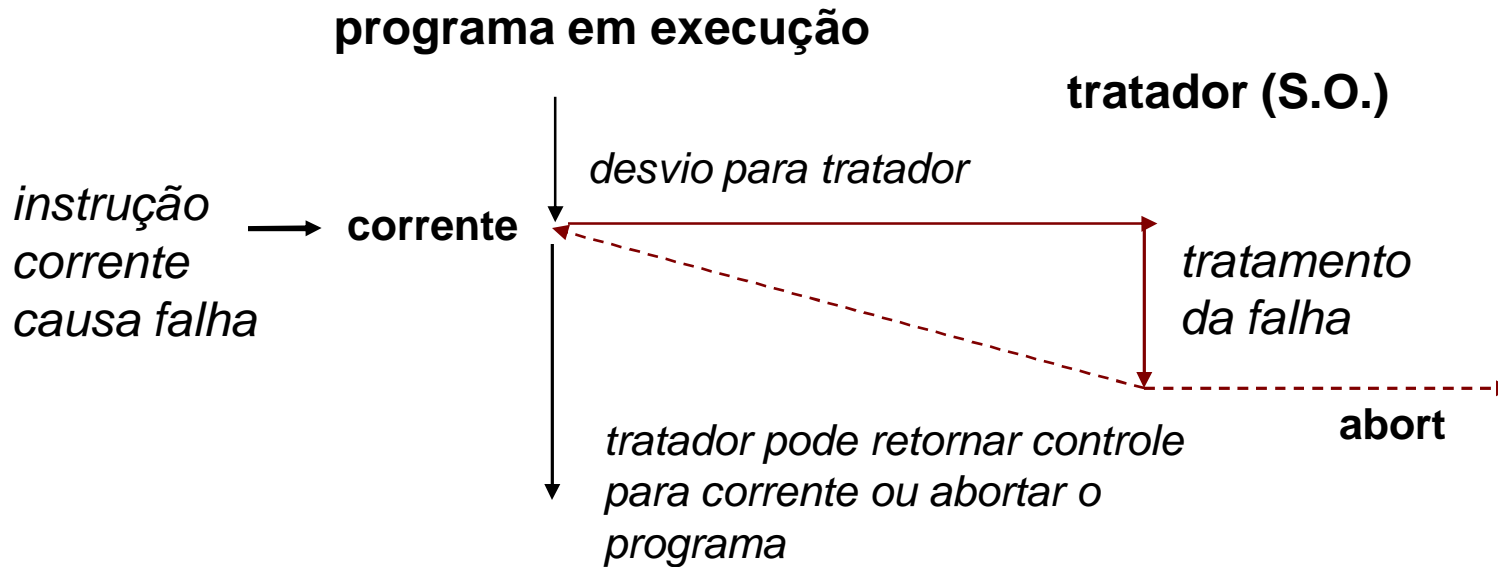 programa em execução
tratador (S.O.)
desvio para tratador
instrução
corrente
causa falha
corrente
tratamento
da falha
abort
tratador pode retornar controle
para corrente ou abortar o
programa